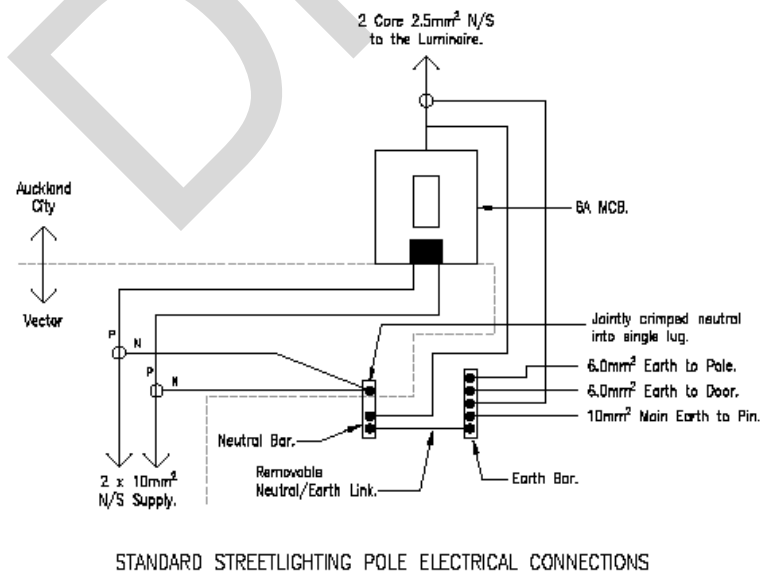 2 Core 2.5mm² N/S
to the Luminaire.
Auckland
City
6A MCB.
Vector
Jointly crimped neutral
into single lug.
P
N
P
N
6.0mm² Earth to Pole.
6.0mm² Earth to Door.
10mm² Main Earth to Pin.
Neutral Bar.
Removable
Neutral/Earth Link.
Earth Bar.
2 x 10mm²
N/S Supply.
STANDARD STREETLIGHTING POLE ELECTRICAL CONNECTIONS